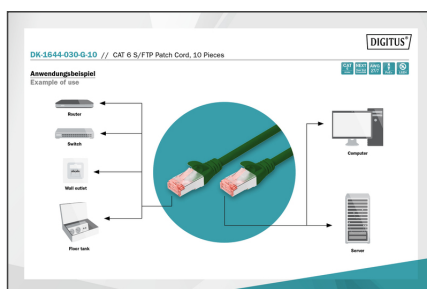 DIGITUS®
DK-1644-030-G-10 // CAT 6 S/FTP Patch Cord, 10 Pieces
Anwendungsbeispiel
Example of use
Router
Switch
Wall outlet
Floor tank
Computer
Server